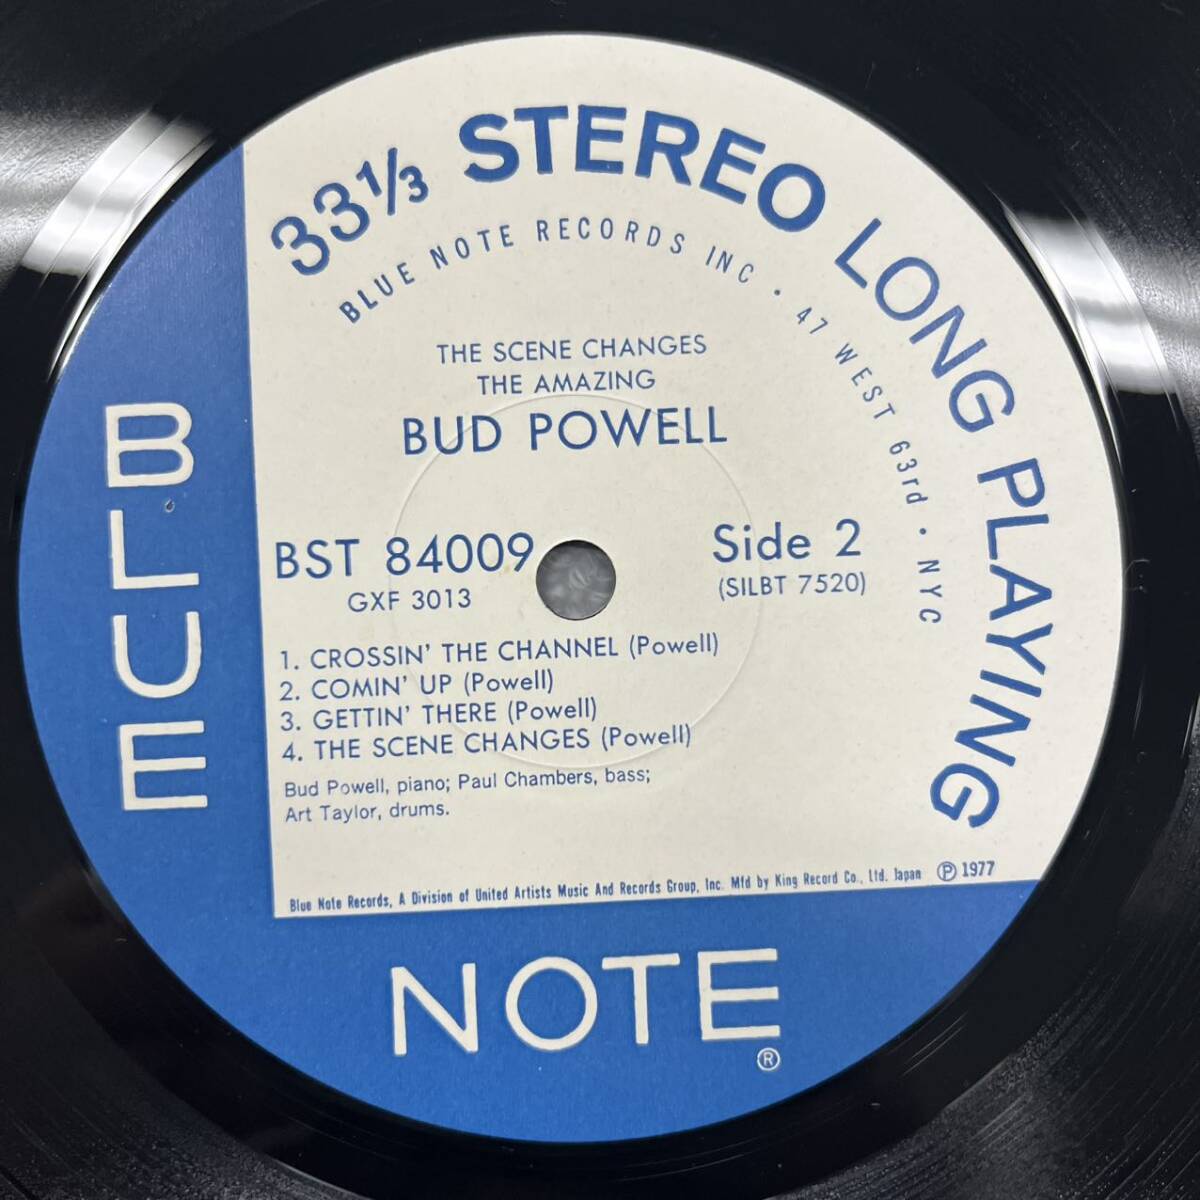 33⅓ STEREO LONG PLAYING
BLUE NOTE RECORDS INC • 47 WEST 63rd • NYC
THE SCENE CHANGES
THE AMAZING
BUD POWELL
BST 84009
GXF 3013
Side 2
(SILBT 7520)
1. CROSSIN' THE CHANNEL (Powell)
2. COMIN' UP (Powell)
3. GETTIN' THERE (Powell)
4. THE SCENE CHANGES (Powell)
Bud Powell, piano; Paul Chambers, bass;
Art Taylor, drums.
Blue Note Records, A Division of United Artists Music And Records Group, Inc. Mfd by King Record Co., Ltd. Japan ℗ 1977
BLUE
NOTE
®